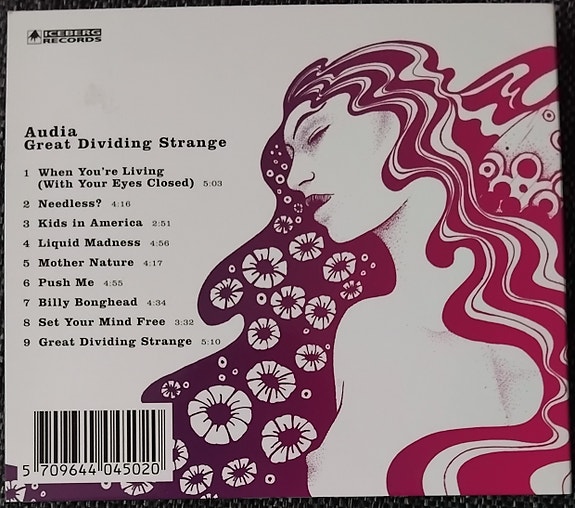 ICEBERG
RECORDS
Audia
Great Dividing Strange
1 When You're Living
(With Your Eyes Closed) 5:03
2 Needless? 4:16
3 Kids in America 2:51
4 Liquid Madness 4:56
5 Mother Nature 4:17
6 Push Me 4:55
7 Billy Bonghead 4:34
8 Set Your Mind Free 3:32
9 Great Dividing Strange 5:10
5 709644 045020